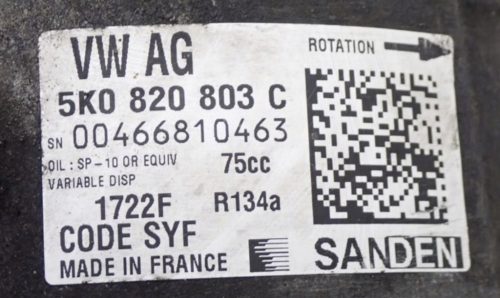 VW AG
ROTATION
5K0 820 803 C
SN 00466810463
OIL: SP-10 OR EQUIV 75cc
VARIABLE DISP
1722F R134a
CODE SYF
MADE IN FRANCE
SANDEN